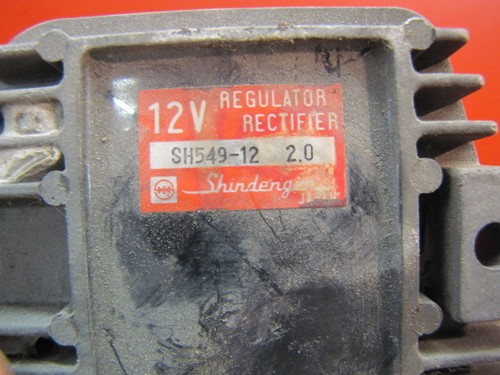 12V REGULATOR RECTIFIER
SH549-12 2.0
Shindengen